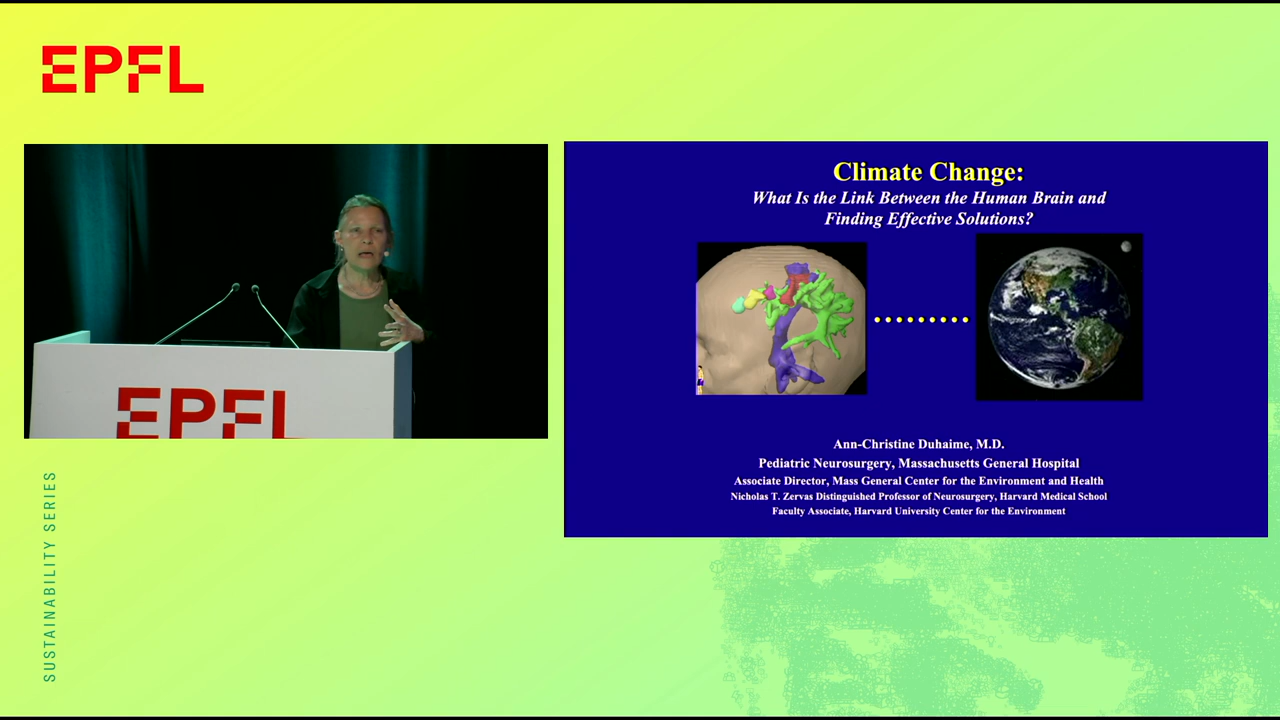 EPFL
EPFL
Climate Change:
What Is the Link Between the Human Brain and
Finding Effective Solutions?
Ann-Christine Duhaime, M.D.
Pediatric Neurosurgery, Massachusetts General Hospital
Associate Director, Mass General Center for the Environment and Health
Nicholas T. Zervas Distinguished Professor of Neurosurgery, Harvard Medical School
Faculty Associate, Harvard University Center for the Environment
SUSTAINABILITY SERIES